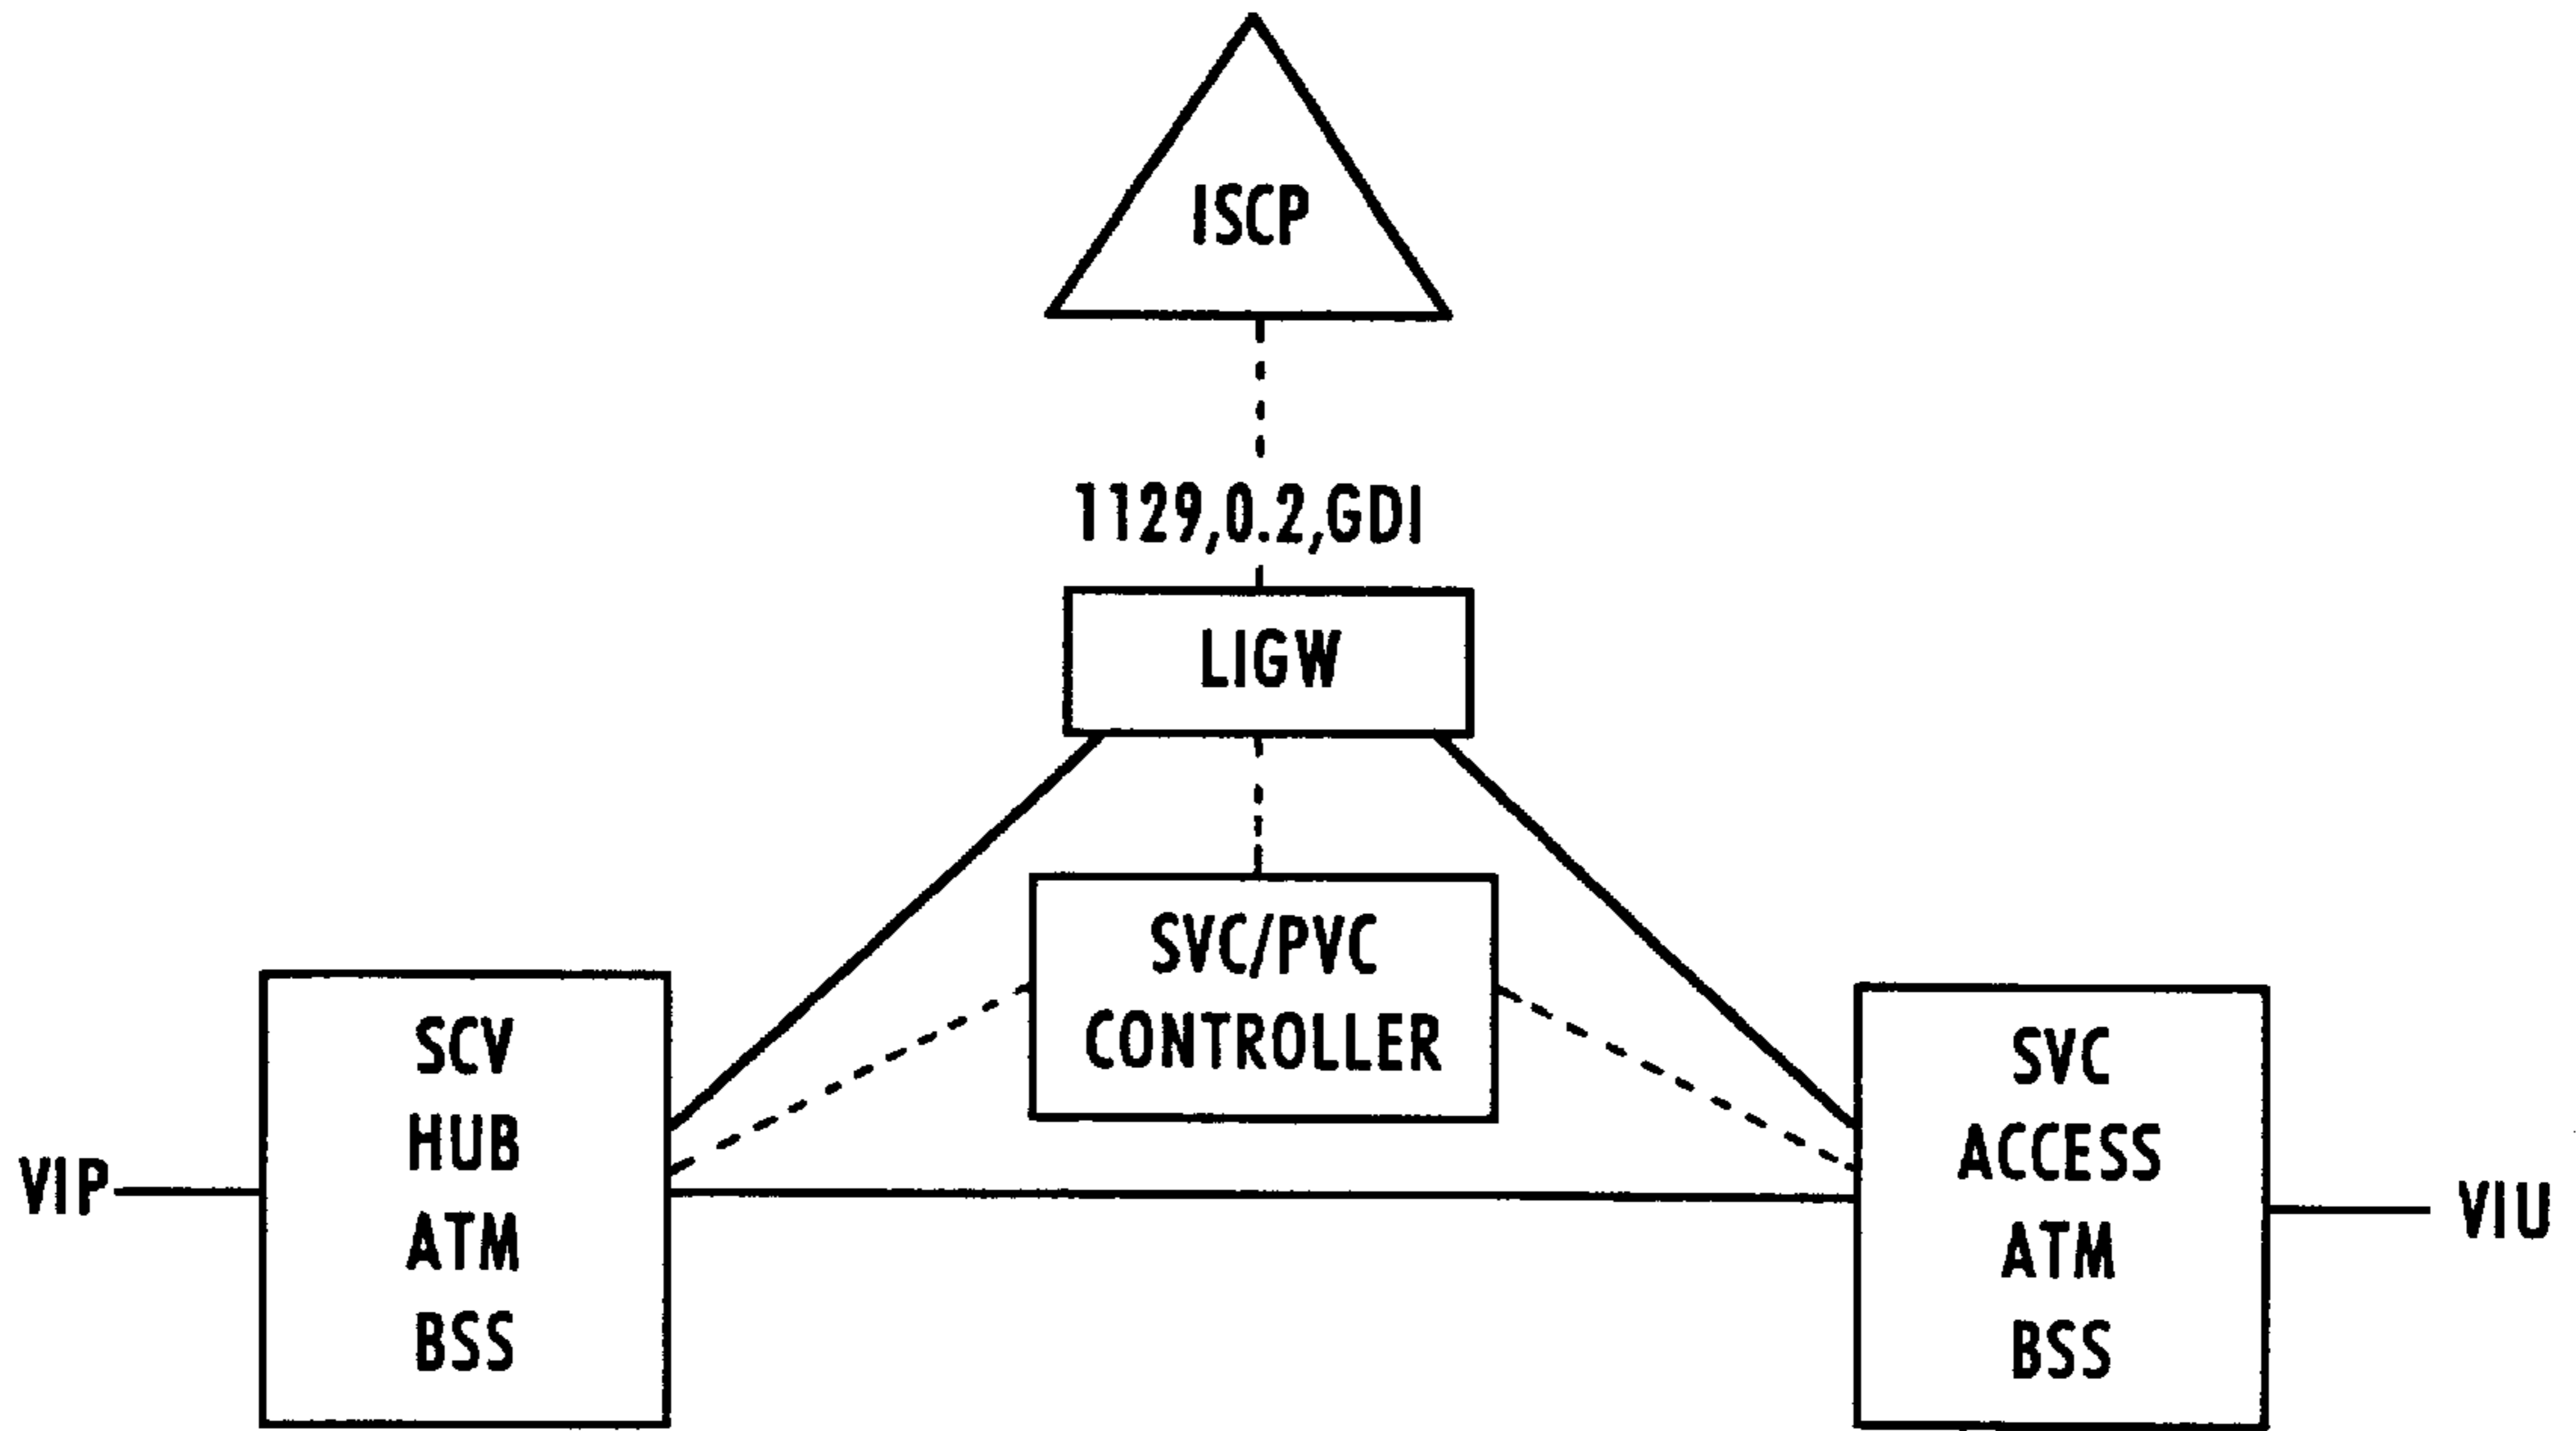 ISCP
1129,0.2,GDI
LIGW
SVC/PVC
CONTROLLER
SCV
HUB
ATM
BSS
SVC
ACCESS
ATM
BSS
VIP
VIU